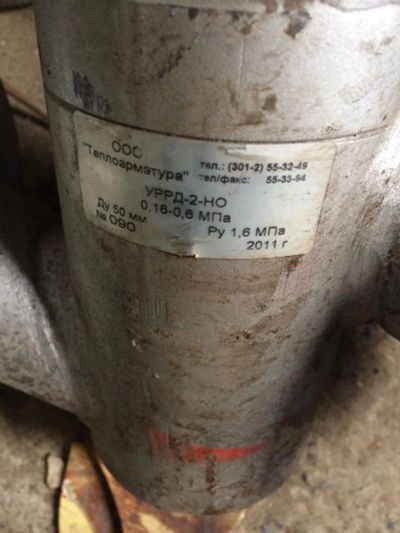 ООО
"Теплоарматура" тел.: (301-2) 55-32-49
тел/факс: 55-33-94
УРРД-2-НО
0,16-0,6 МПа
Ду 50 мм Ру 1,6 МПа
№ 090 2011 г